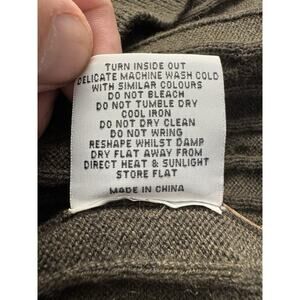 TURN INSIDE OUT
DELICATE MACHINE WASH COLD
WITH SIMILAR COLOURS
DO NOT BLEACH
DO NOT TUMBLE DRY
COOL IRON
DO NOT DRY CLEAN
DO NOT WRING
RESHAPE WHILST DAMP
DRY FLAT AWAY FROM
DIRECT HEAT & SUNLIGHT
STORE FLAT
MADE IN CHINA